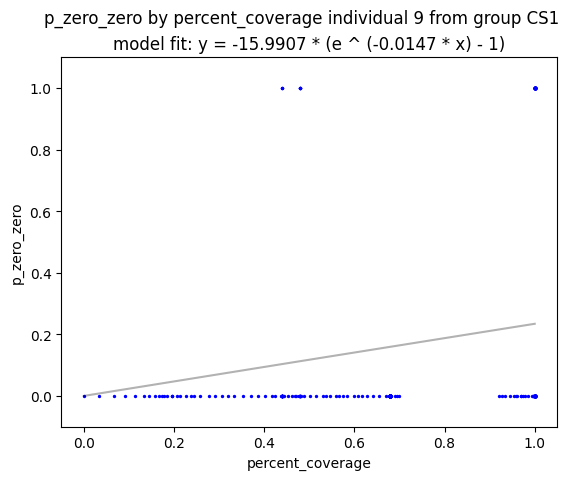 p_zero_zero by percent_coverage individual 9 from group CS1
model fit: y = -15.9907 * (e ^ (-0.0147 * x) - 1)
1.0
0.8
0.6
0.4
0.2
0.0
p_zero_zero
0.0 0.2 0.4 0.6 0.8 1.0
percent_coverage